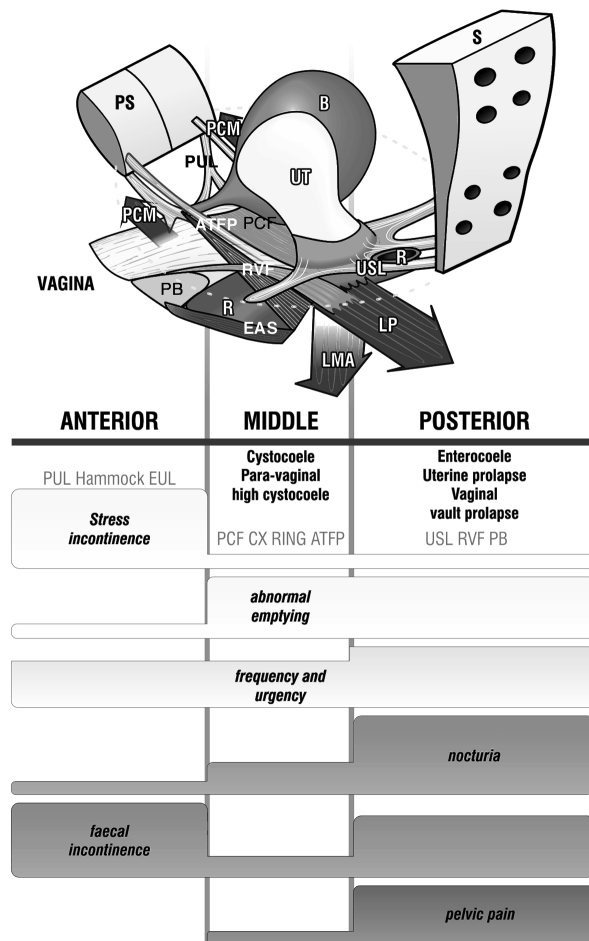 S
PS
B
PCM
PUL
UT
PCM
ATFP
PCF
VAGINA
RVF
USL
R
PB
R
EAS
LP
LMA
ANTERIOR
MIDDLE
POSTERIOR
PUL Hammock EUL
Cystocoele
Para-vaginal
high cystocoele
Enterocoele
Uterine prolapse
Vaginal
vault prolapse
PCF CX RING ATFP
USL RVF PB
Stress
incontinence
abnormal
emptying
frequency and
urgency
nocturia
faecal
incontinence
pelvic pain